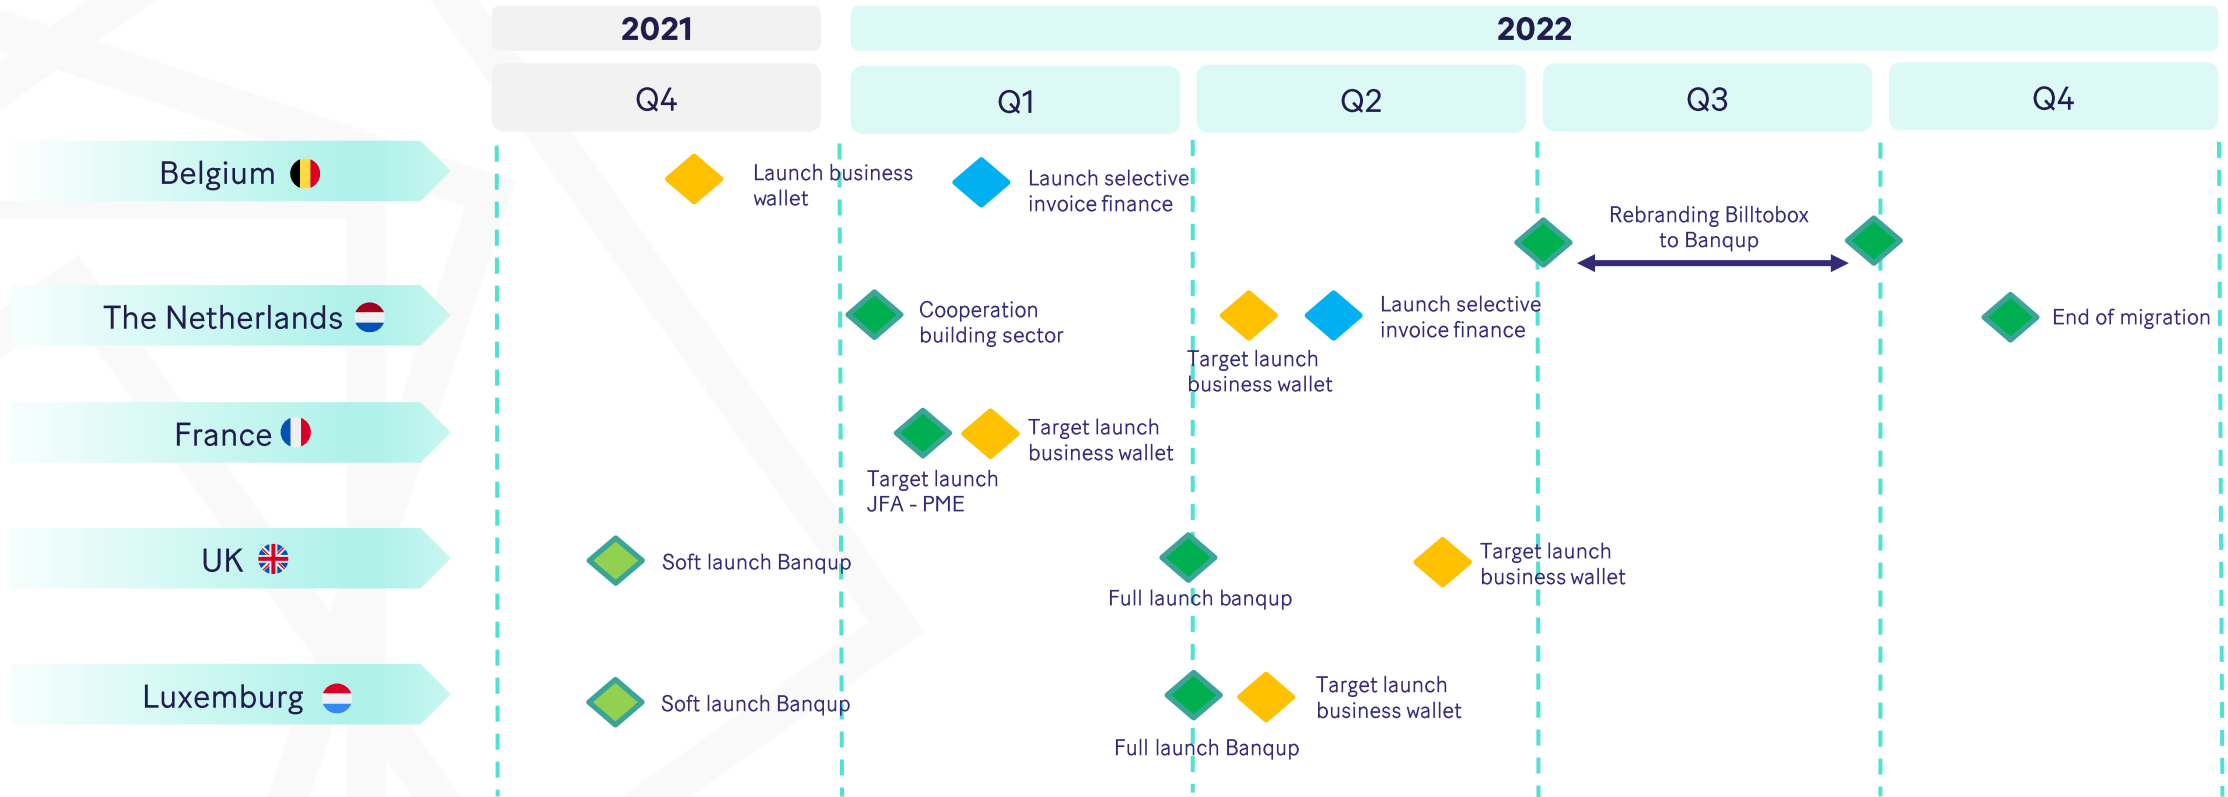 2021
2022
Q4
Q1
Q2
Q3
Q4
Belgium
Launch business
wallet
Launch selective
invoice finance
Rebranding Billtobox
to Banqup
The Netherlands
Cooperation
building sector
Target launch
business wallet
Launch selective
invoice finance
End of migration
France
Target launch
JFA - PME
Target launch
business wallet
UK
Soft launch Banqup
Full launch banqup
Target launch
business wallet
Luxemburg
Soft launch Banqup
Full launch Banqup
Target launch
business wallet